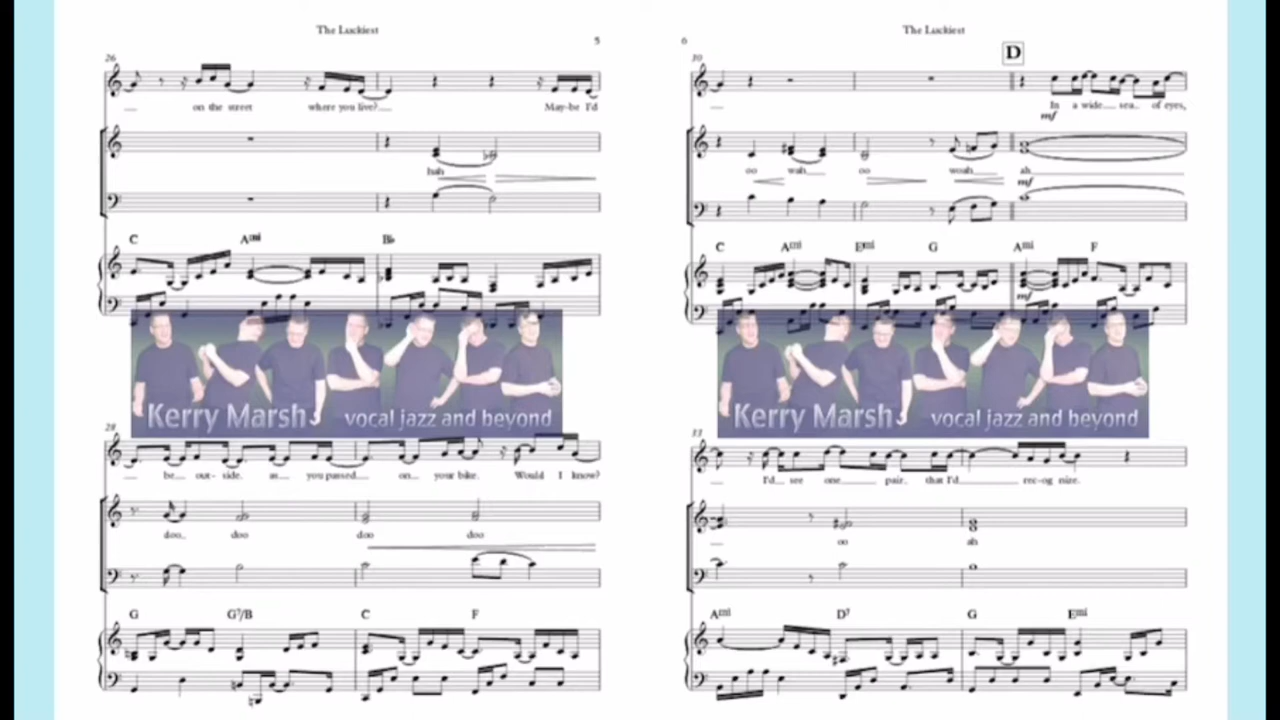 The Luckiest
5
26
on the street where you live? May-be I'd
hah
C Ami B♭
Kerry Marsh vocal jazz and beyond
28
be out- side. as you passed on your bike. Would I know?
doo doo doo doo
G G7/B C F
The Luckiest
6
30
D
In a wide sea of eyes,
mf
oo wah oo woah ah
mf
C Ami Emi G Ami F
mf
Kerry Marsh vocal jazz and beyond
33
I'd see one pair. that I'd rec-og nize.
oo ah
Ami D7 G Emi